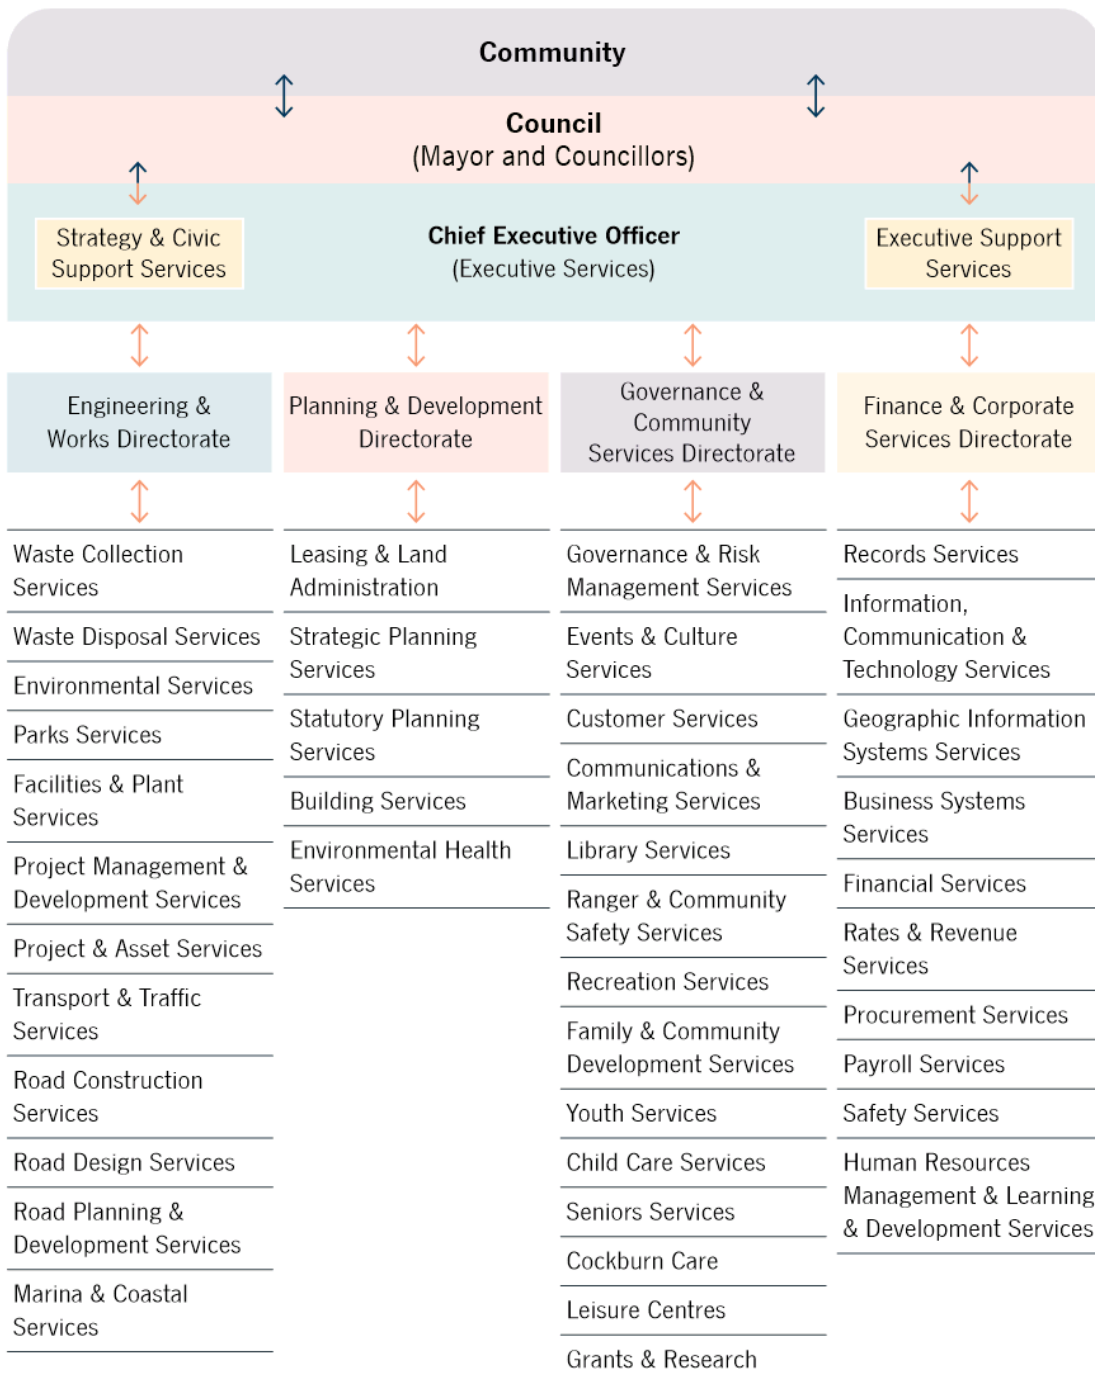 Community
Council
(Mayor and Councillors)
Strategy & Civic
Support Services
Chief Executive Officer
(Executive Services)
Executive Support
Services
Engineering &
Works Directorate
Planning & Development
Directorate
Governance &
Community
Services Directorate
Finance & Corporate
Services Directorate
Waste Collection
Services
Waste Disposal Services
Environmental Services
Parks Services
Facilities & Plant
Services
Project Management &
Development Services
Project & Asset Services
Transport & Traffic
Services
Road Construction
Services
Road Design Services
Road Planning &
Development Services
Marina & Coastal
Services
Leasing & Land
Administration
Strategic Planning
Services
Statutory Planning
Services
Building Services
Environmental Health
Services
Governance & Risk
Management Services
Events & Culture
Services
Customer Services
Communications &
Marketing Services
Library Services
Ranger & Community
Safety Services
Recreation Services
Family & Community
Development Services
Youth Services
Child Care Services
Seniors Services
Cockburn Care
Leisure Centres
Grants & Research
Records Services
Information,
Communication &
Technology Services
Geographic Information
Systems Services
Business Systems
Services
Financial Services
Rates & Revenue
Services
Procurement Services
Payroll Services
Safety Services
Human Resources
Management & Learning
& Development Services